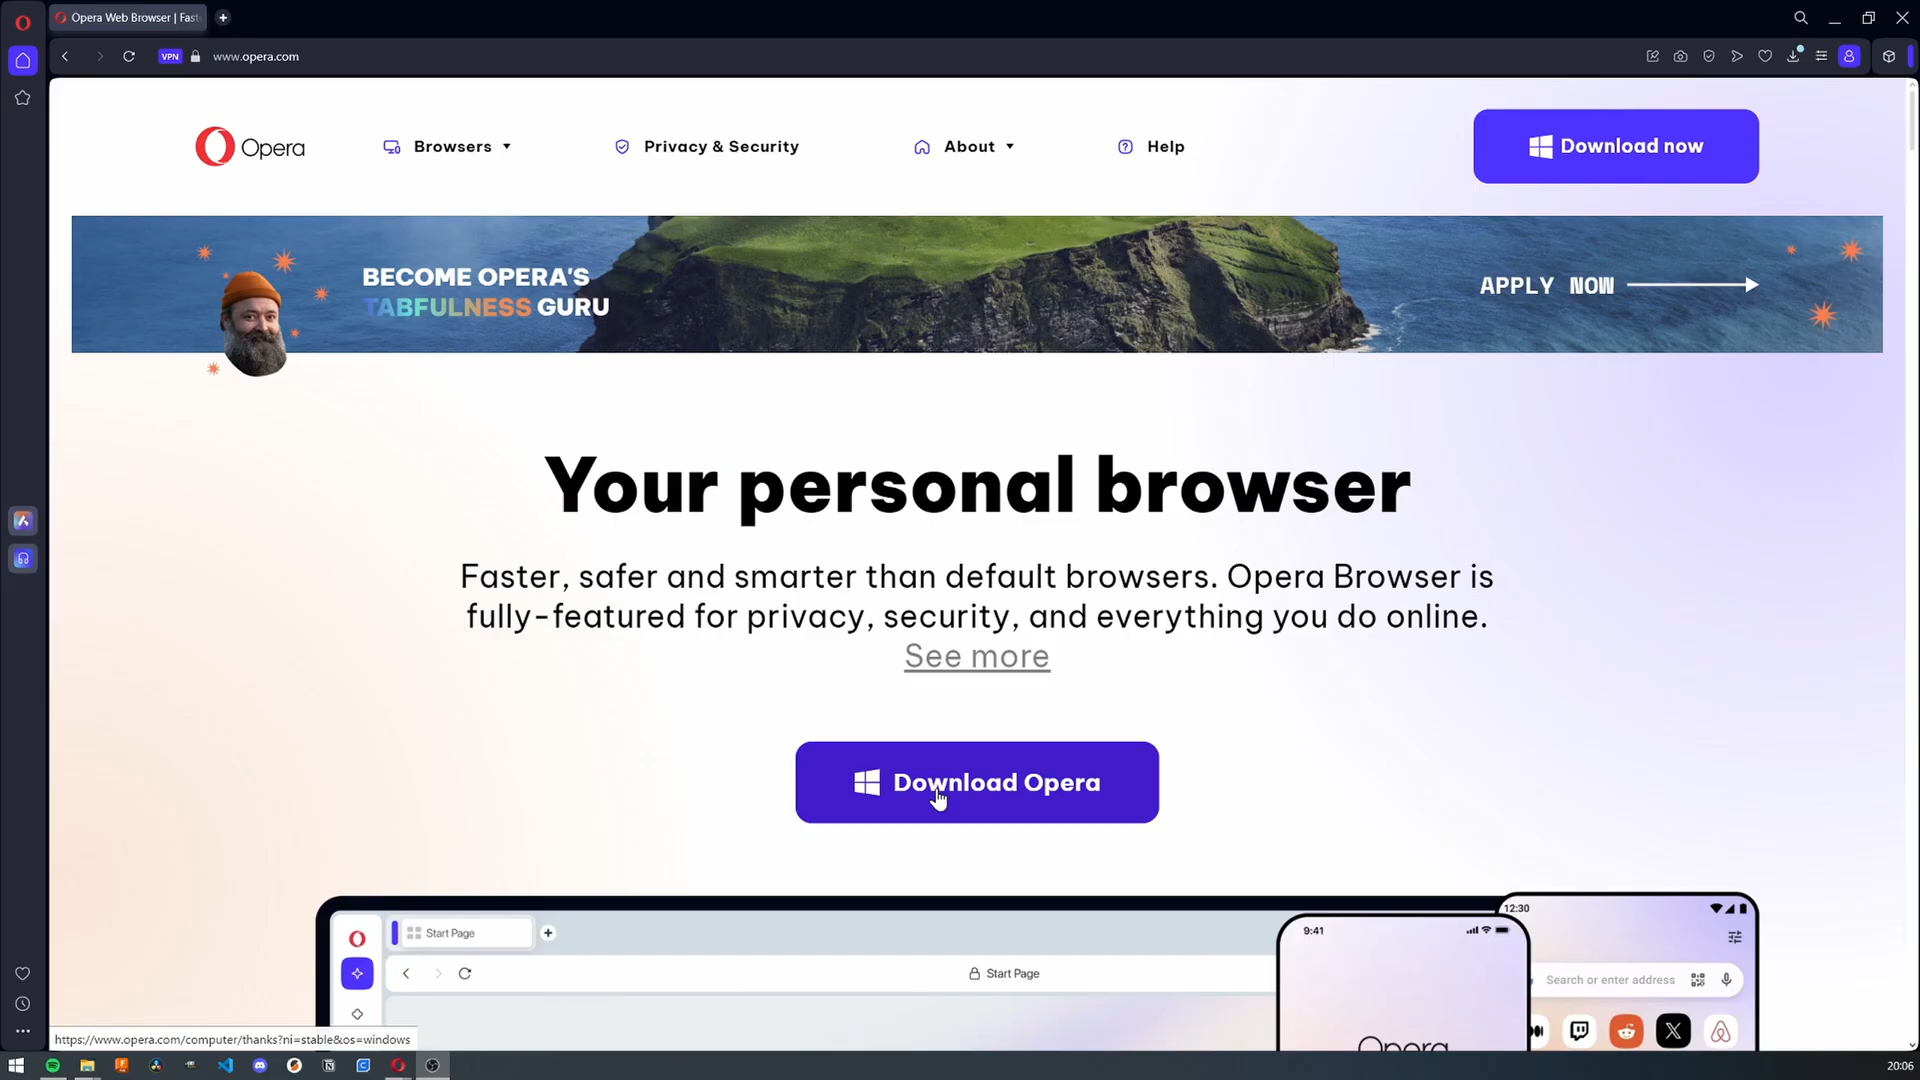 Opera Web Browser | Fast
VPN
www.opera.com
Opera
Browsers
Privacy & Security
About
Help
Download now
BECOME OPERA'S
TABFULNESS GURU
APPLY NOW
Your personal browser
Faster, safer and smarter than default browsers. Opera Browser is
fully-featured for privacy, security, and everything you do online.
See more
Download Opera
Start Page
Start Page
9:41
Opera
12:30
Search or enter address
https://www.opera.com/computer/thanks?ni=stable&os=windows
20:06